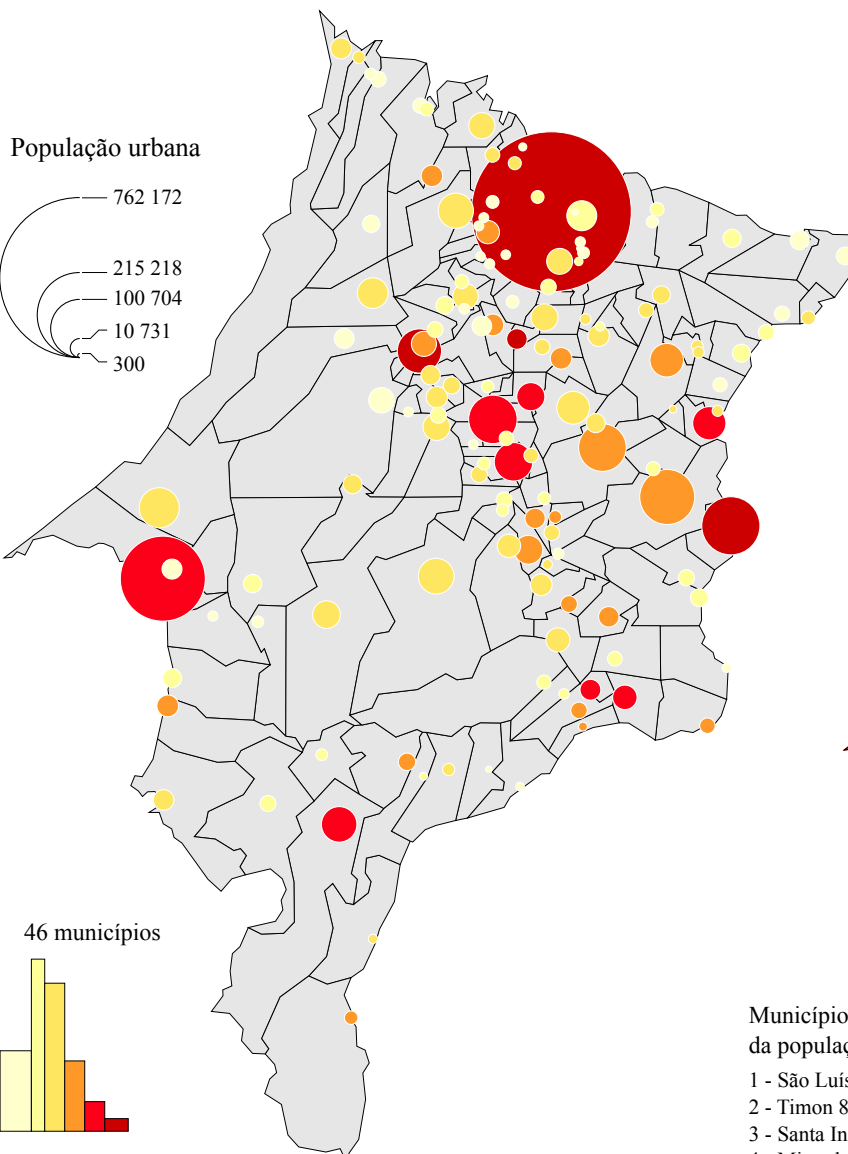 População urbana
762 172
215 218
100 704
10 731
300
46 municípios
Município
da popula
1 - São Luís
2 - Timon 8
3 - Santa In